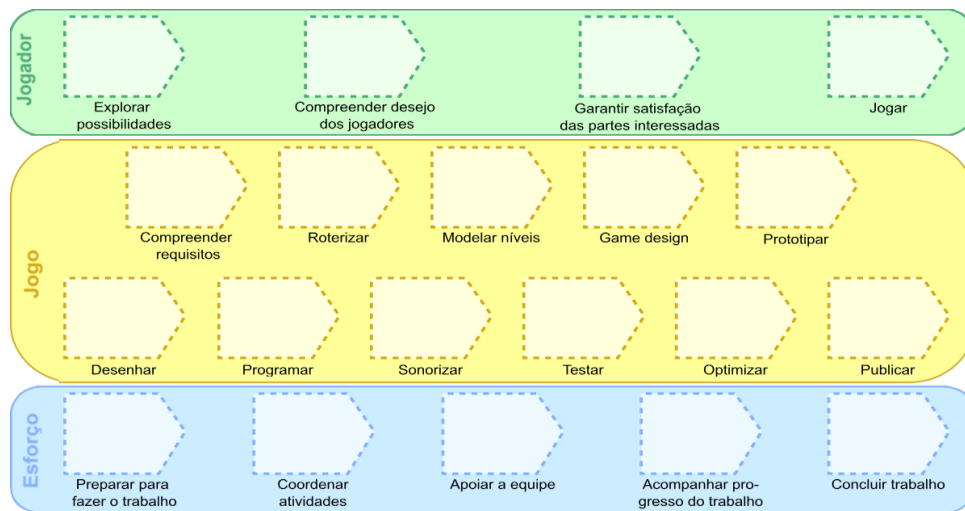 Jogador
Explorar
possibilidades
Compreender desejo
dos jogadores
Garantir satisfação
das partes interessadas
Jogar
Jogo
Compreender
requisitos
Roterizar
Modelar níveis
Game design
Prototipar
Desenhar
Programar
Sonorizar
Testar
Optimizar
Publicar
Esforço
Preparar para
fazer o trabalho
Coordenar
atividades
Apoiar a equipe
Acompanhar pro-
gresso do trabalho
Concluir trabalho